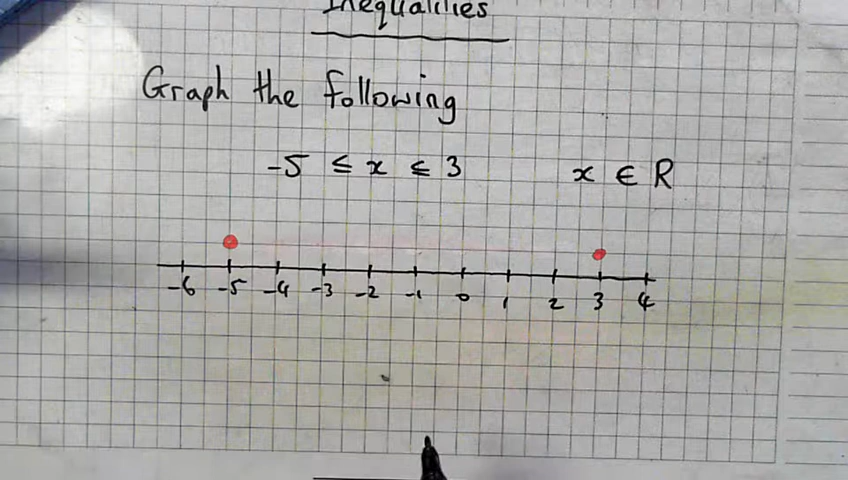 Inequalities
Graph the following
-5 ≤ x ≤ 3 x ∈ R
-6 -5 -4 -3 -2 -1 0 1 2 3 4